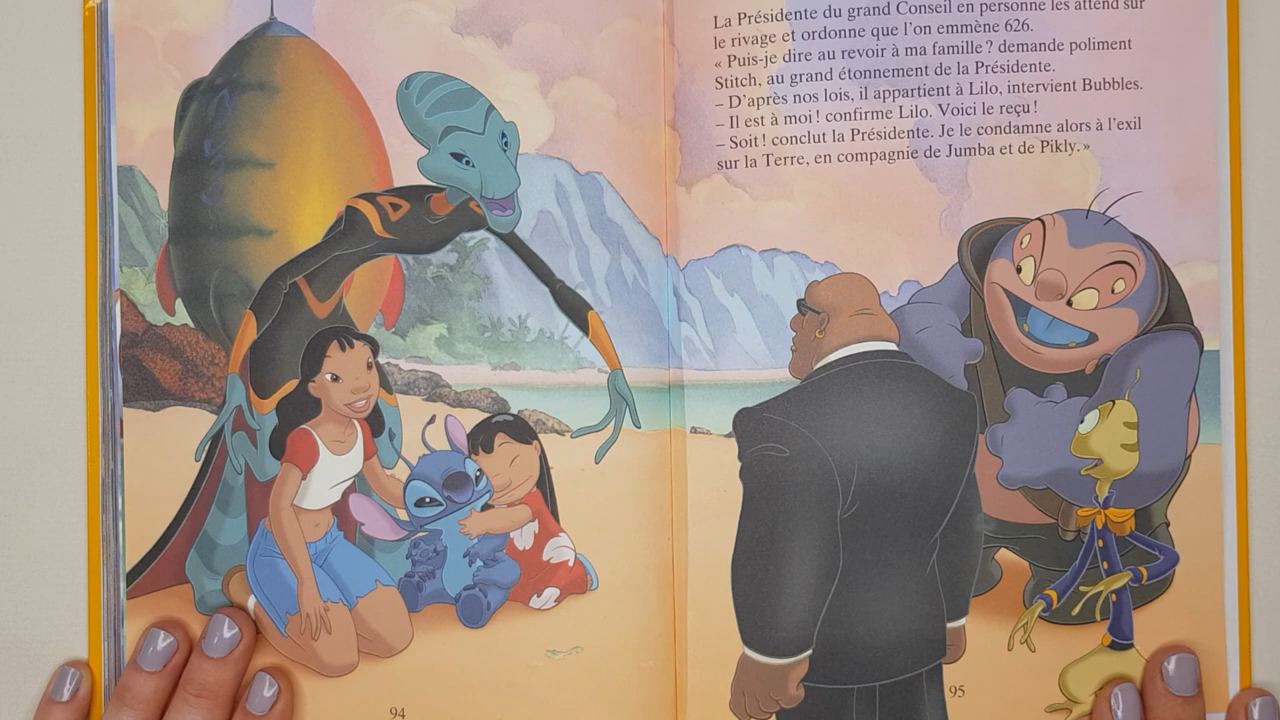 La Présidente du grand Conseil en personne les attend sur
le rivage et ordonne que l'on emmène 626.
« Puis-je dire au revoir à ma famille ? demande poliment
Stitch, au grand étonnement de la Présidente.
– D'après nos lois, il appartient à Lilo, intervient Bubbles.
– Il est à moi ! confirme Lilo. Voici le reçu !
– Soit ! conclut la Présidente. Je le condamne alors à l'exil
sur la Terre, en compagnie de Jumba et de Pikly. »
94
95